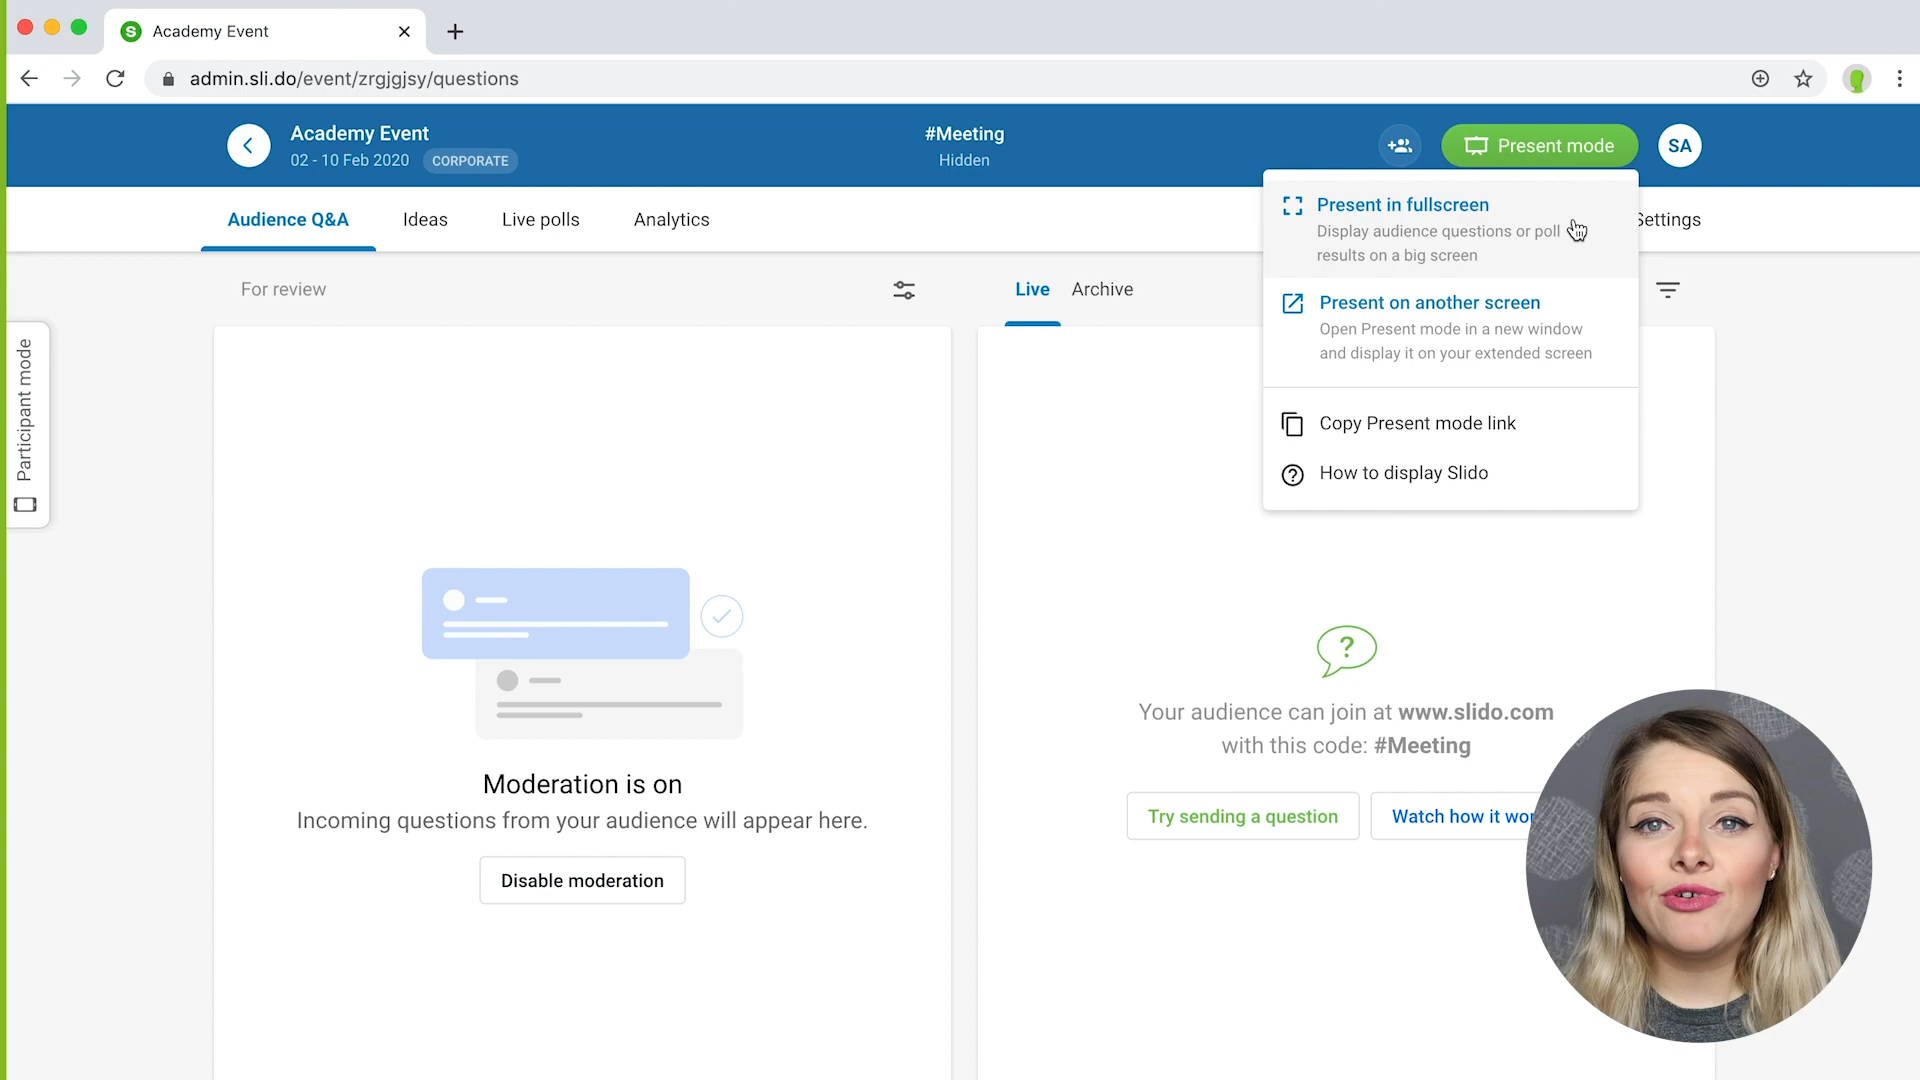 Academy Event
admin.sli.do/event/zrgjgjsy/questions
Academy Event
02 - 10 Feb 2020 CORPORATE
#Meeting
Hidden
Present mode
SA
Audience Q&A
Ideas
Live polls
Analytics
Settings
Present in fullscreen
Display audience questions or poll
results on a big screen
Present on another screen
Open Present mode in a new window
and display it on your extended screen
Copy Present mode link
How to display Slido
Participant mode
For review
Live
Archive
Moderation is on
Incoming questions from your audience will appear here.
Disable moderation
Your audience can join at www.slido.com
with this code: #Meeting
Try sending a question
Watch how it wor